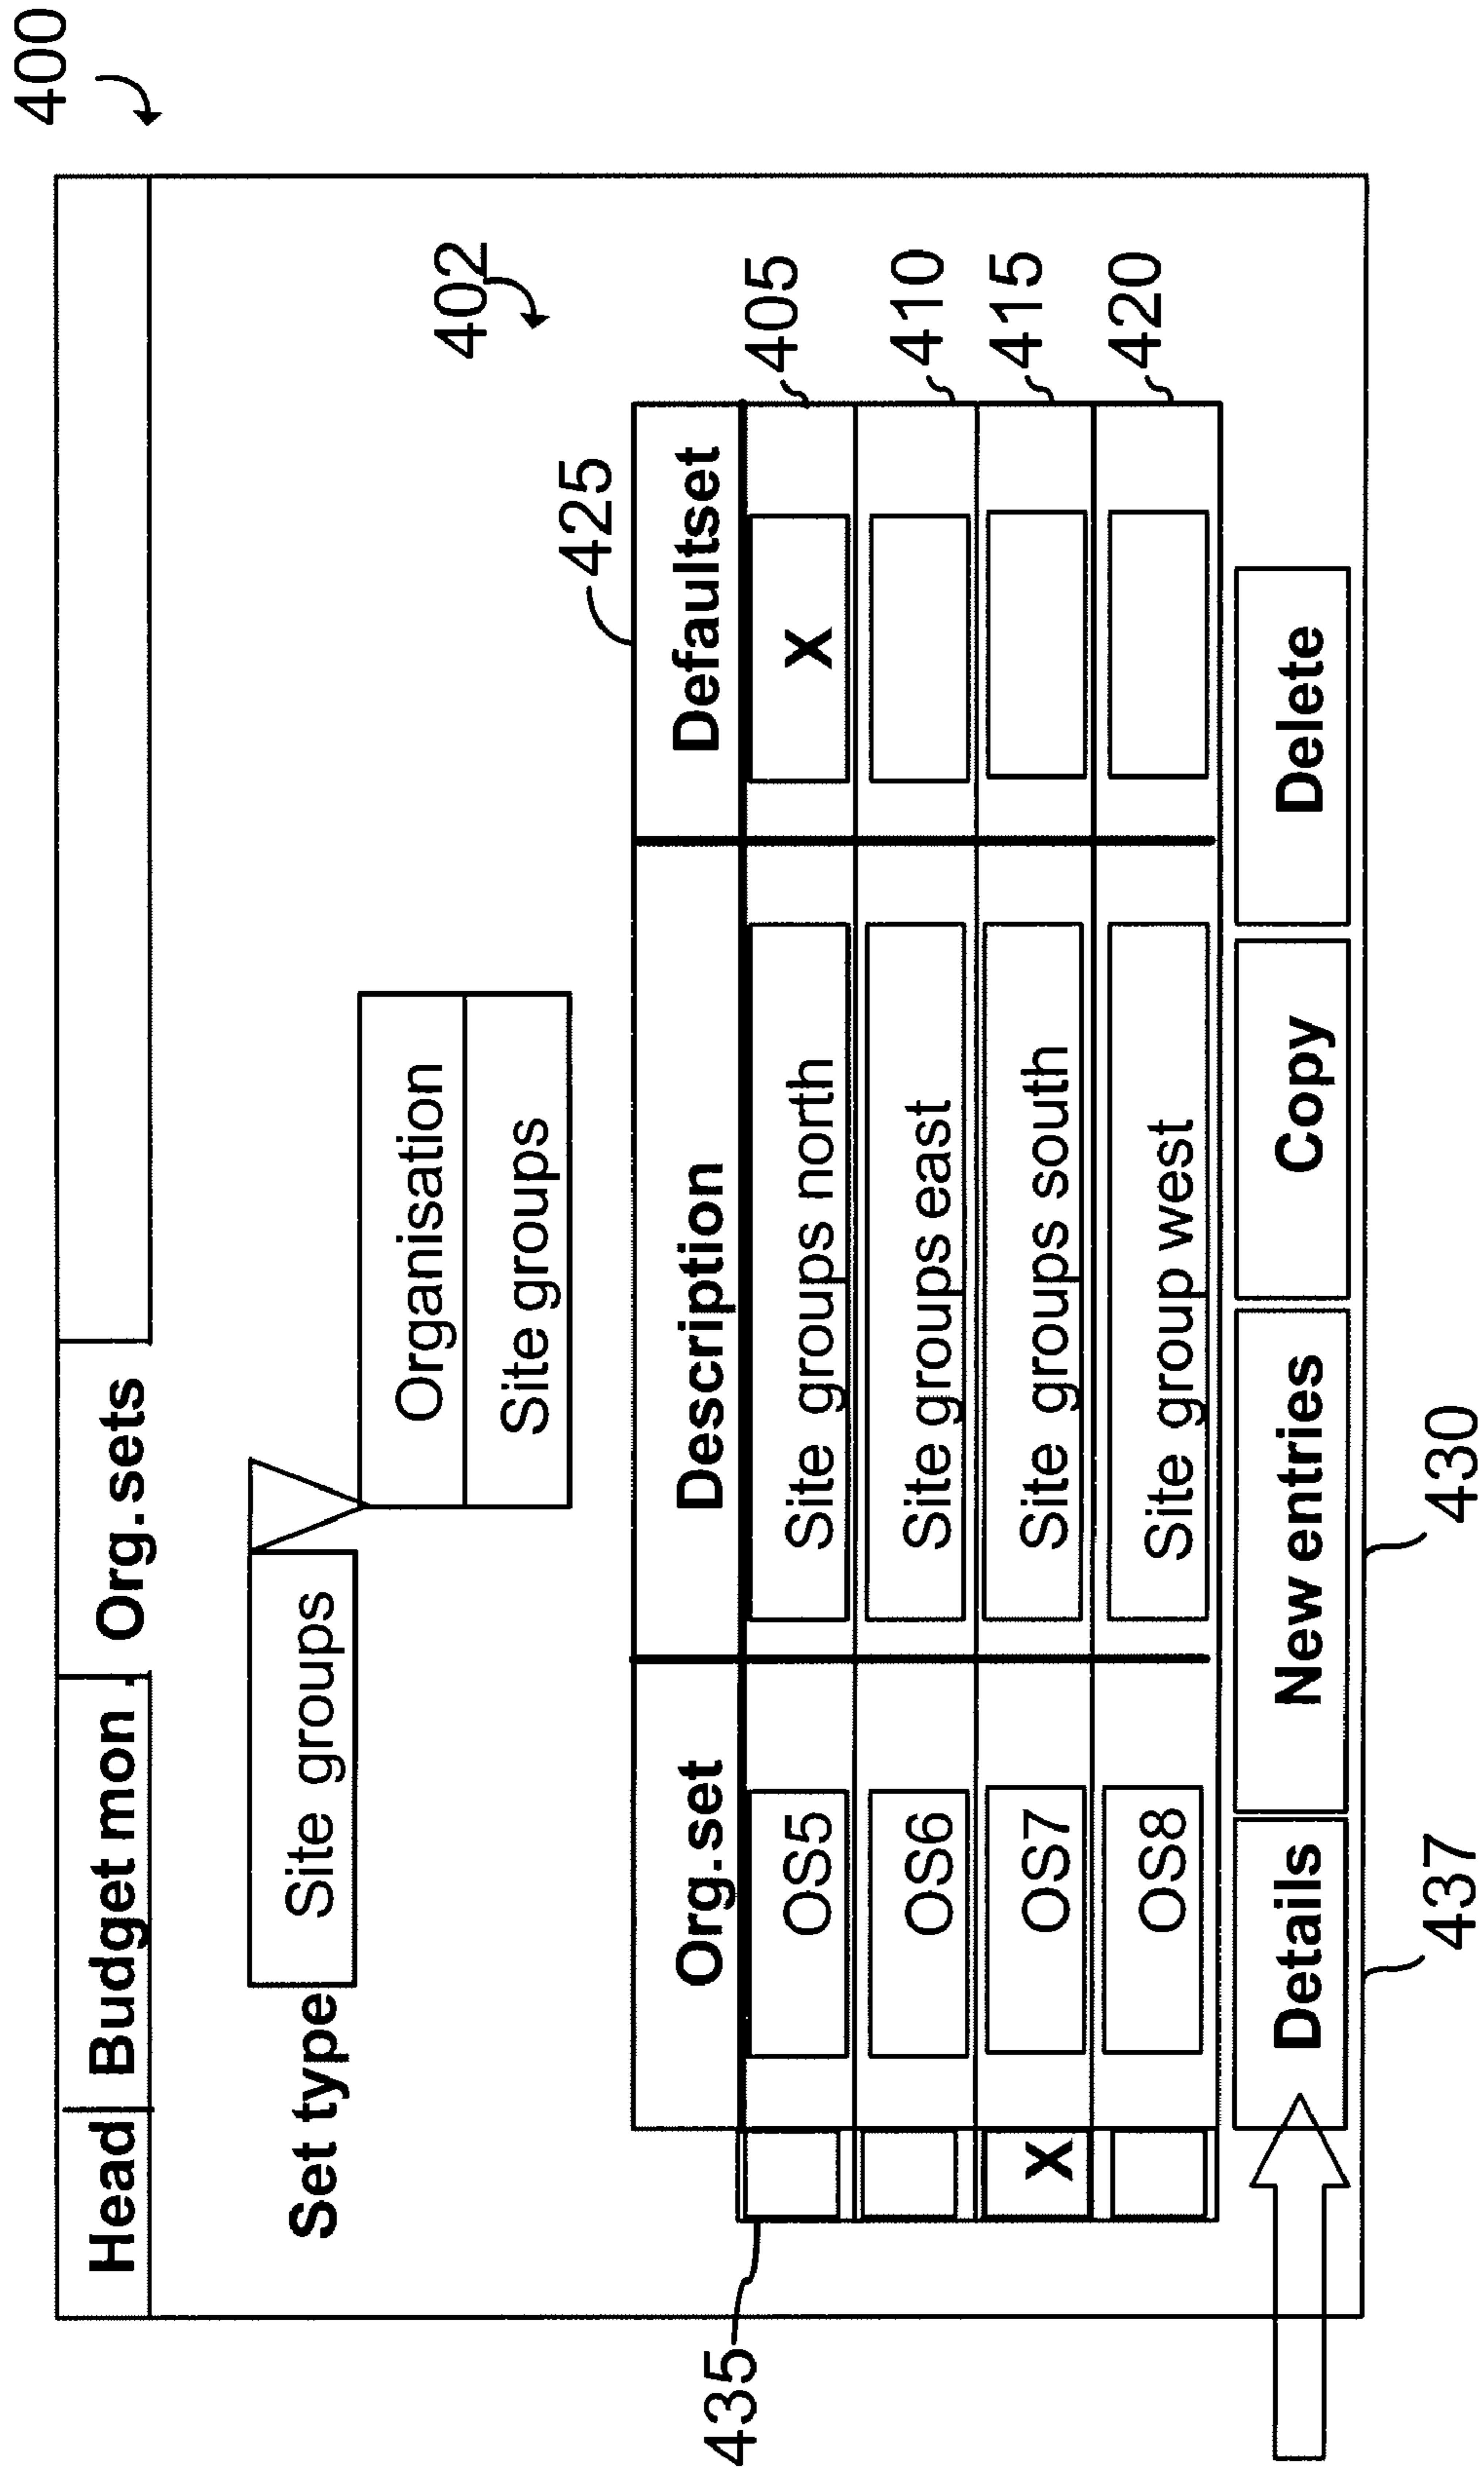 400
Head Budget mon. Org.sets
Set type Site groups
Organisation
Site groups
402
425
Org.set Description Defaultset
435
OS5 Site groups north X 405
OS6 Site groups east 410
X OS7 Site groups south 415
OS8 Site group west 420
Details New entries Copy Delete
437 430